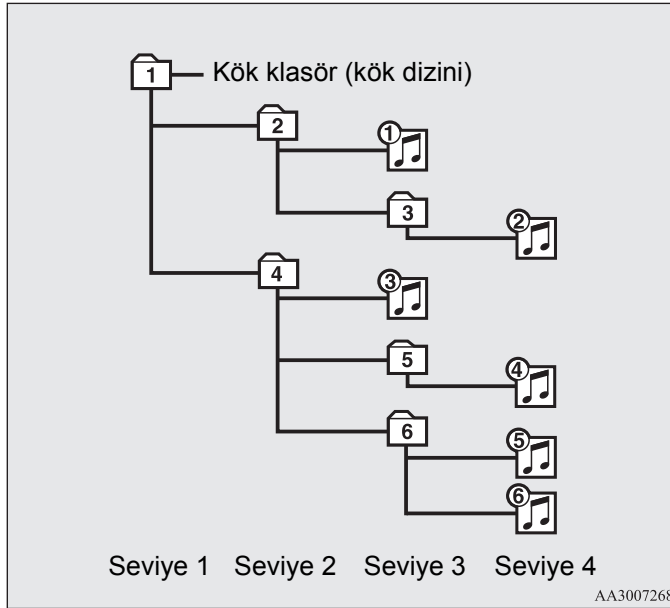 1 Kök klasör (kök dizini)
2 ①
3 ②
4 ③
5 ④
6 ⑤
⑥
Seviye 1 Seviye 2 Seviye 3 Seviye 4
AA3007268